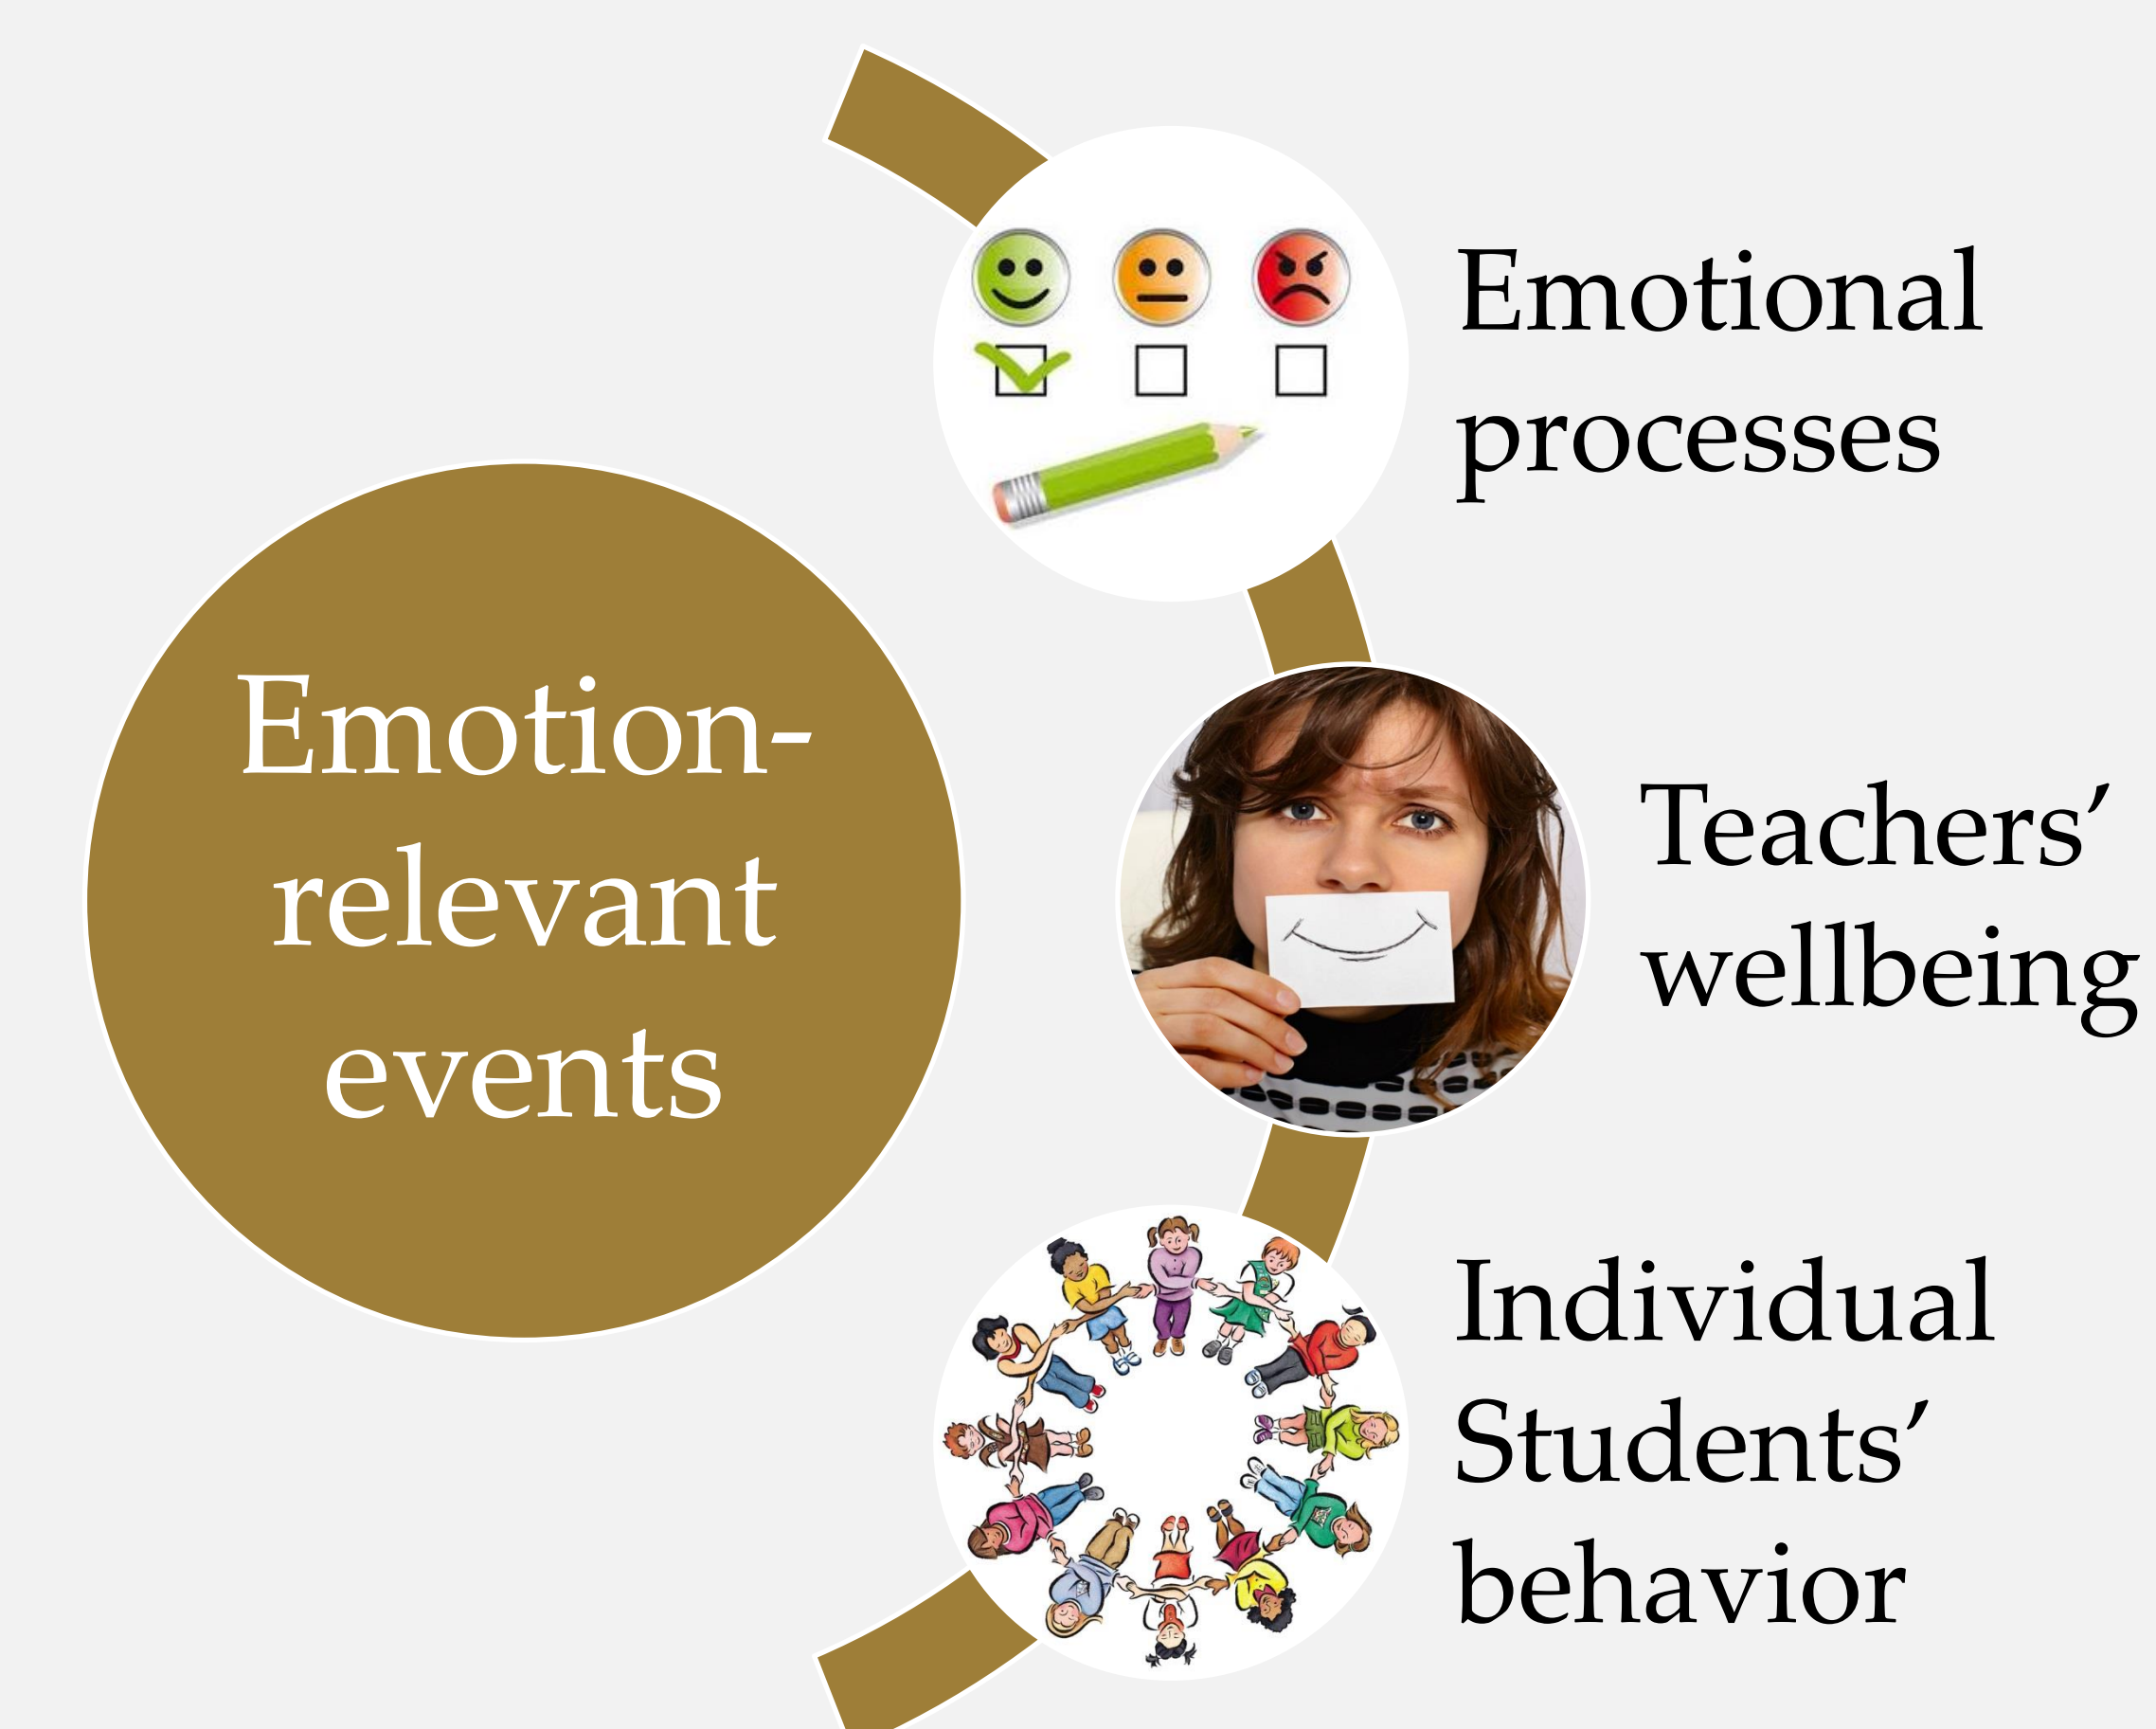 Emotion-
relevant
events
Emotional
processes
Teachers’
wellbeing
Individual
Students’
behavior